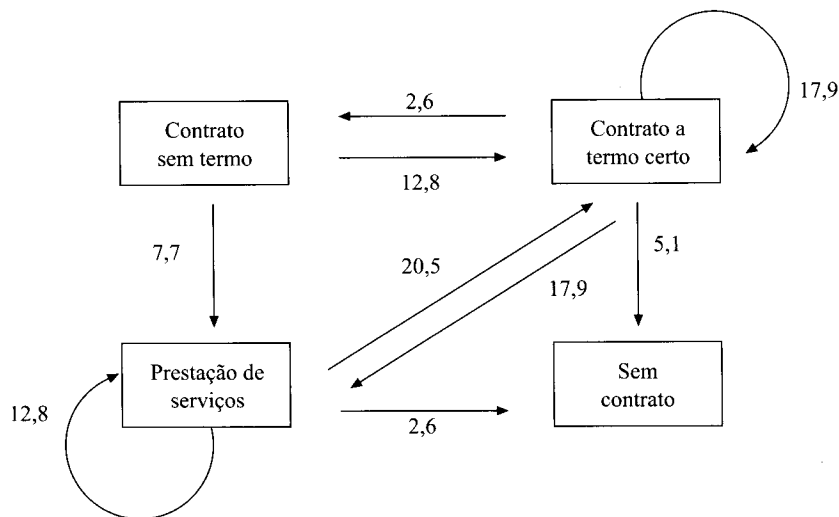 17,9
2,6
Contrato
sem termo
Contrato a
termo certo
12,8
7,7
5,1
20,5
17,9
Prestação de
serviços
Sem
contrato
12,8
2,6